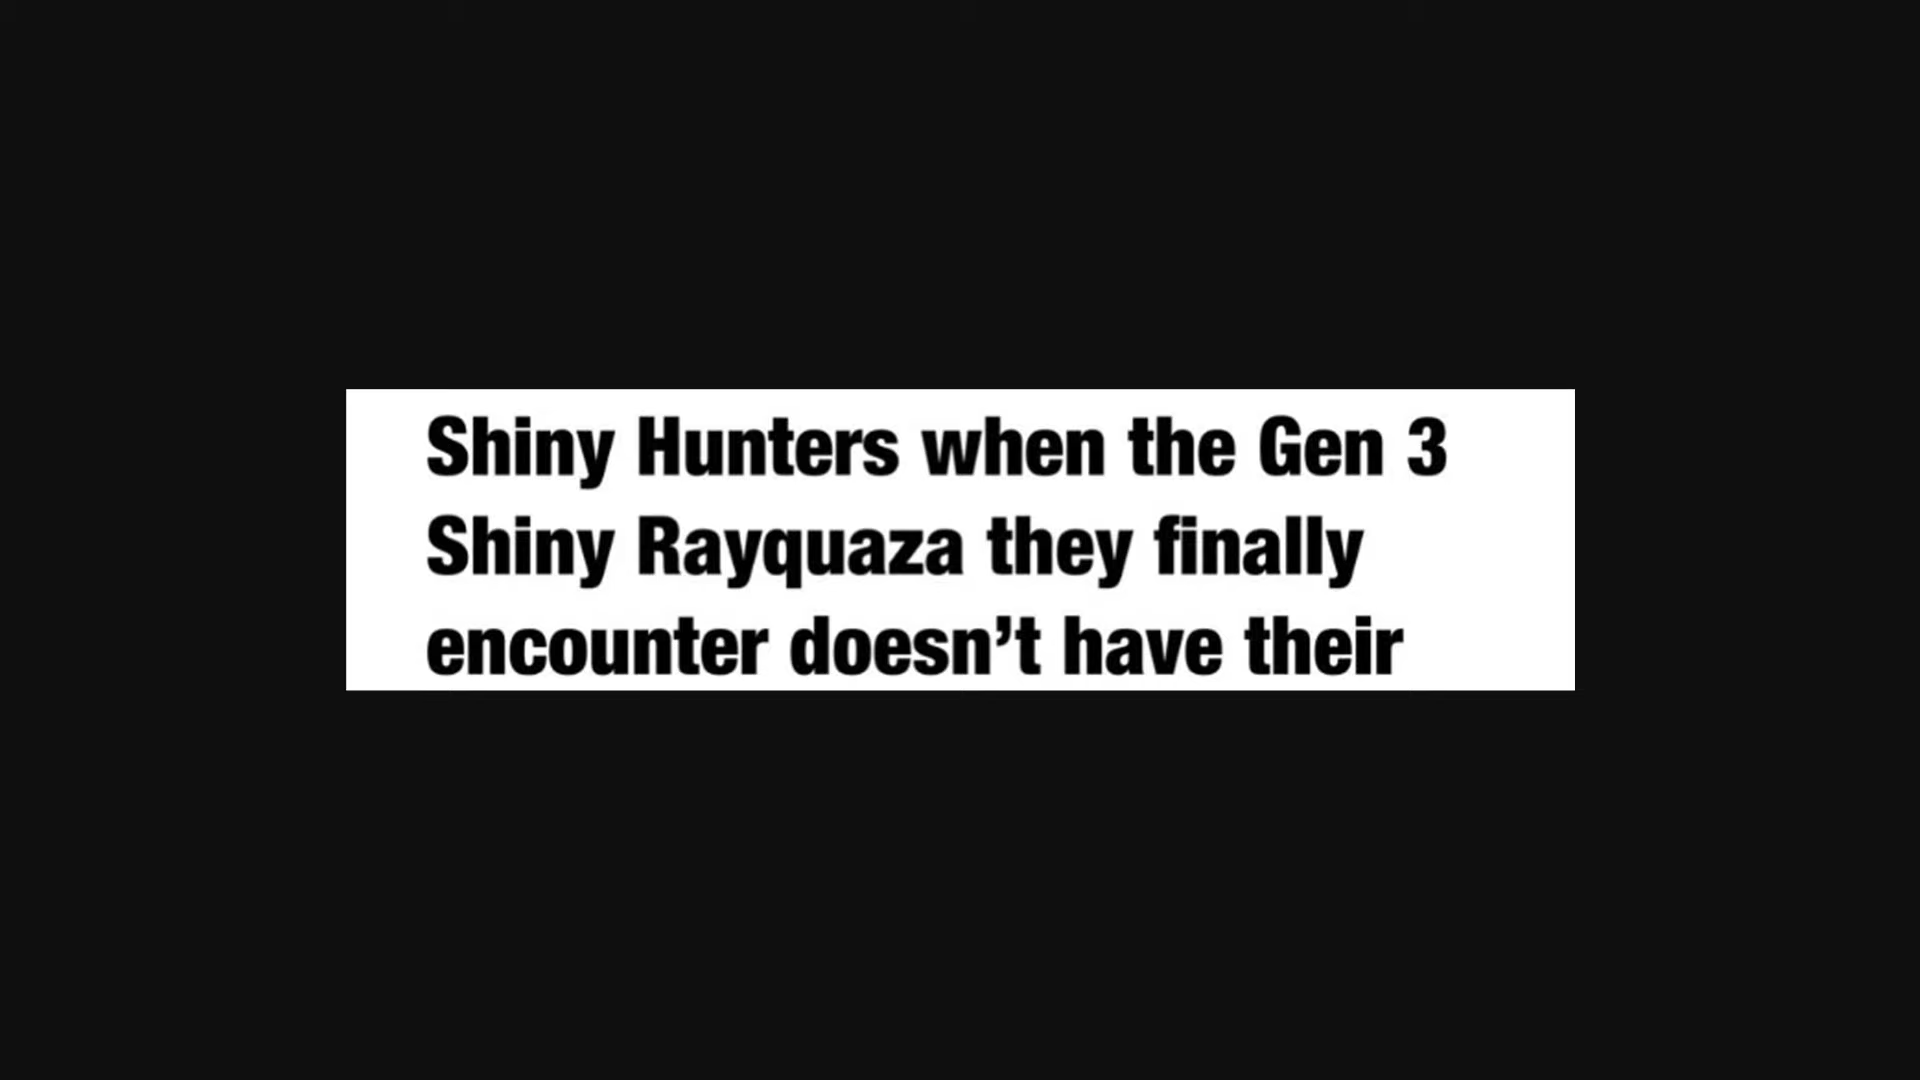 Shiny Hunters when the Gen 3
Shiny Rayquaza they finally
encounter doesn’t have their